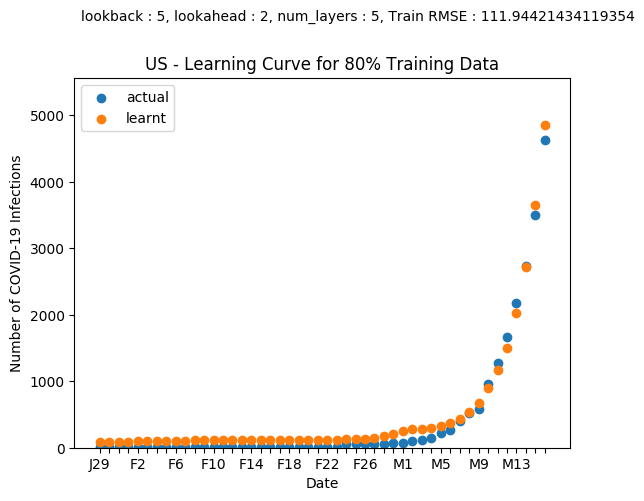 lookback : 5, lookahead : 2, num_layers : 5, Train RMSE : 111.94421434119354
US - Learning Curve for 80% Training Data
actual
learnt
5000
4000
3000
2000
1000
0
Number of COVID-19 Infections
J29 F2 F6 F10 F14 F18 F22 F26 M1 M5 M9 M13
Date